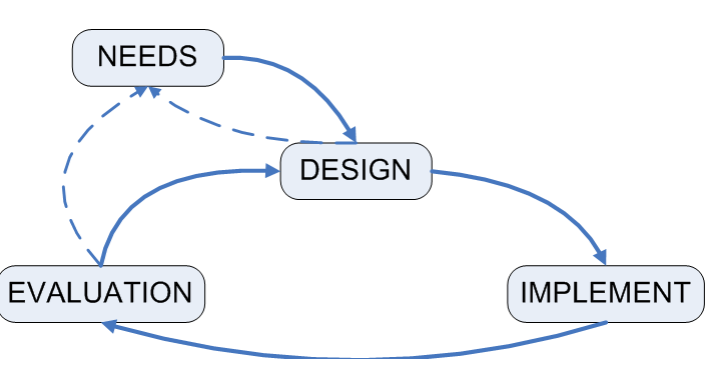 NEEDS
DESIGN
EVALUATION
IMPLEMENT